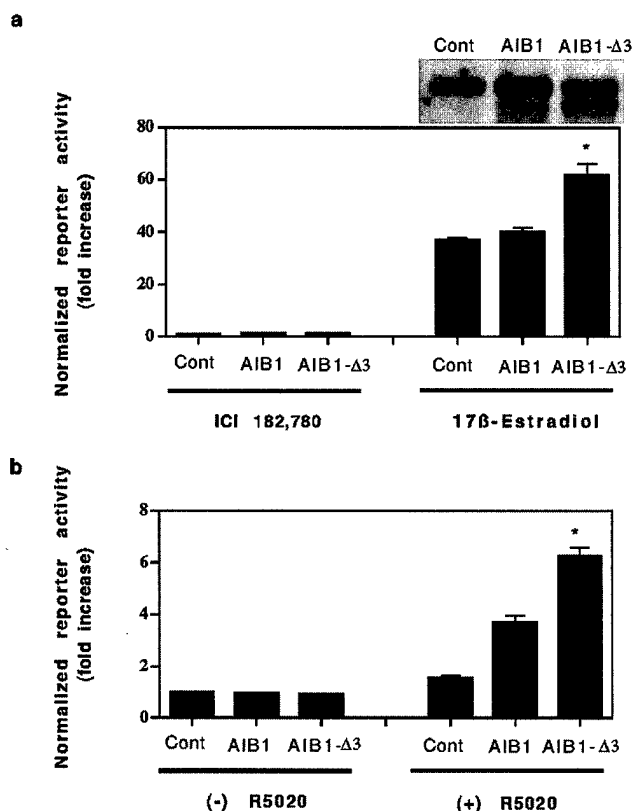 a
Cont AIB1 AIB1-Δ3
Normalized reporter activity
(fold increase)
80
60
40
20
0
*
Cont AIB1 AIB1-Δ3 Cont AIB1 AIB1-Δ3
ICI 182,780 17ß-Estradiol
b
Normalized reporter activity
(fold increase)
8
6
4
2
0
*
Cont AIB1 AIB1-Δ3 Cont AIB1 AIB1-Δ3
(-) R5020 (+) R5020